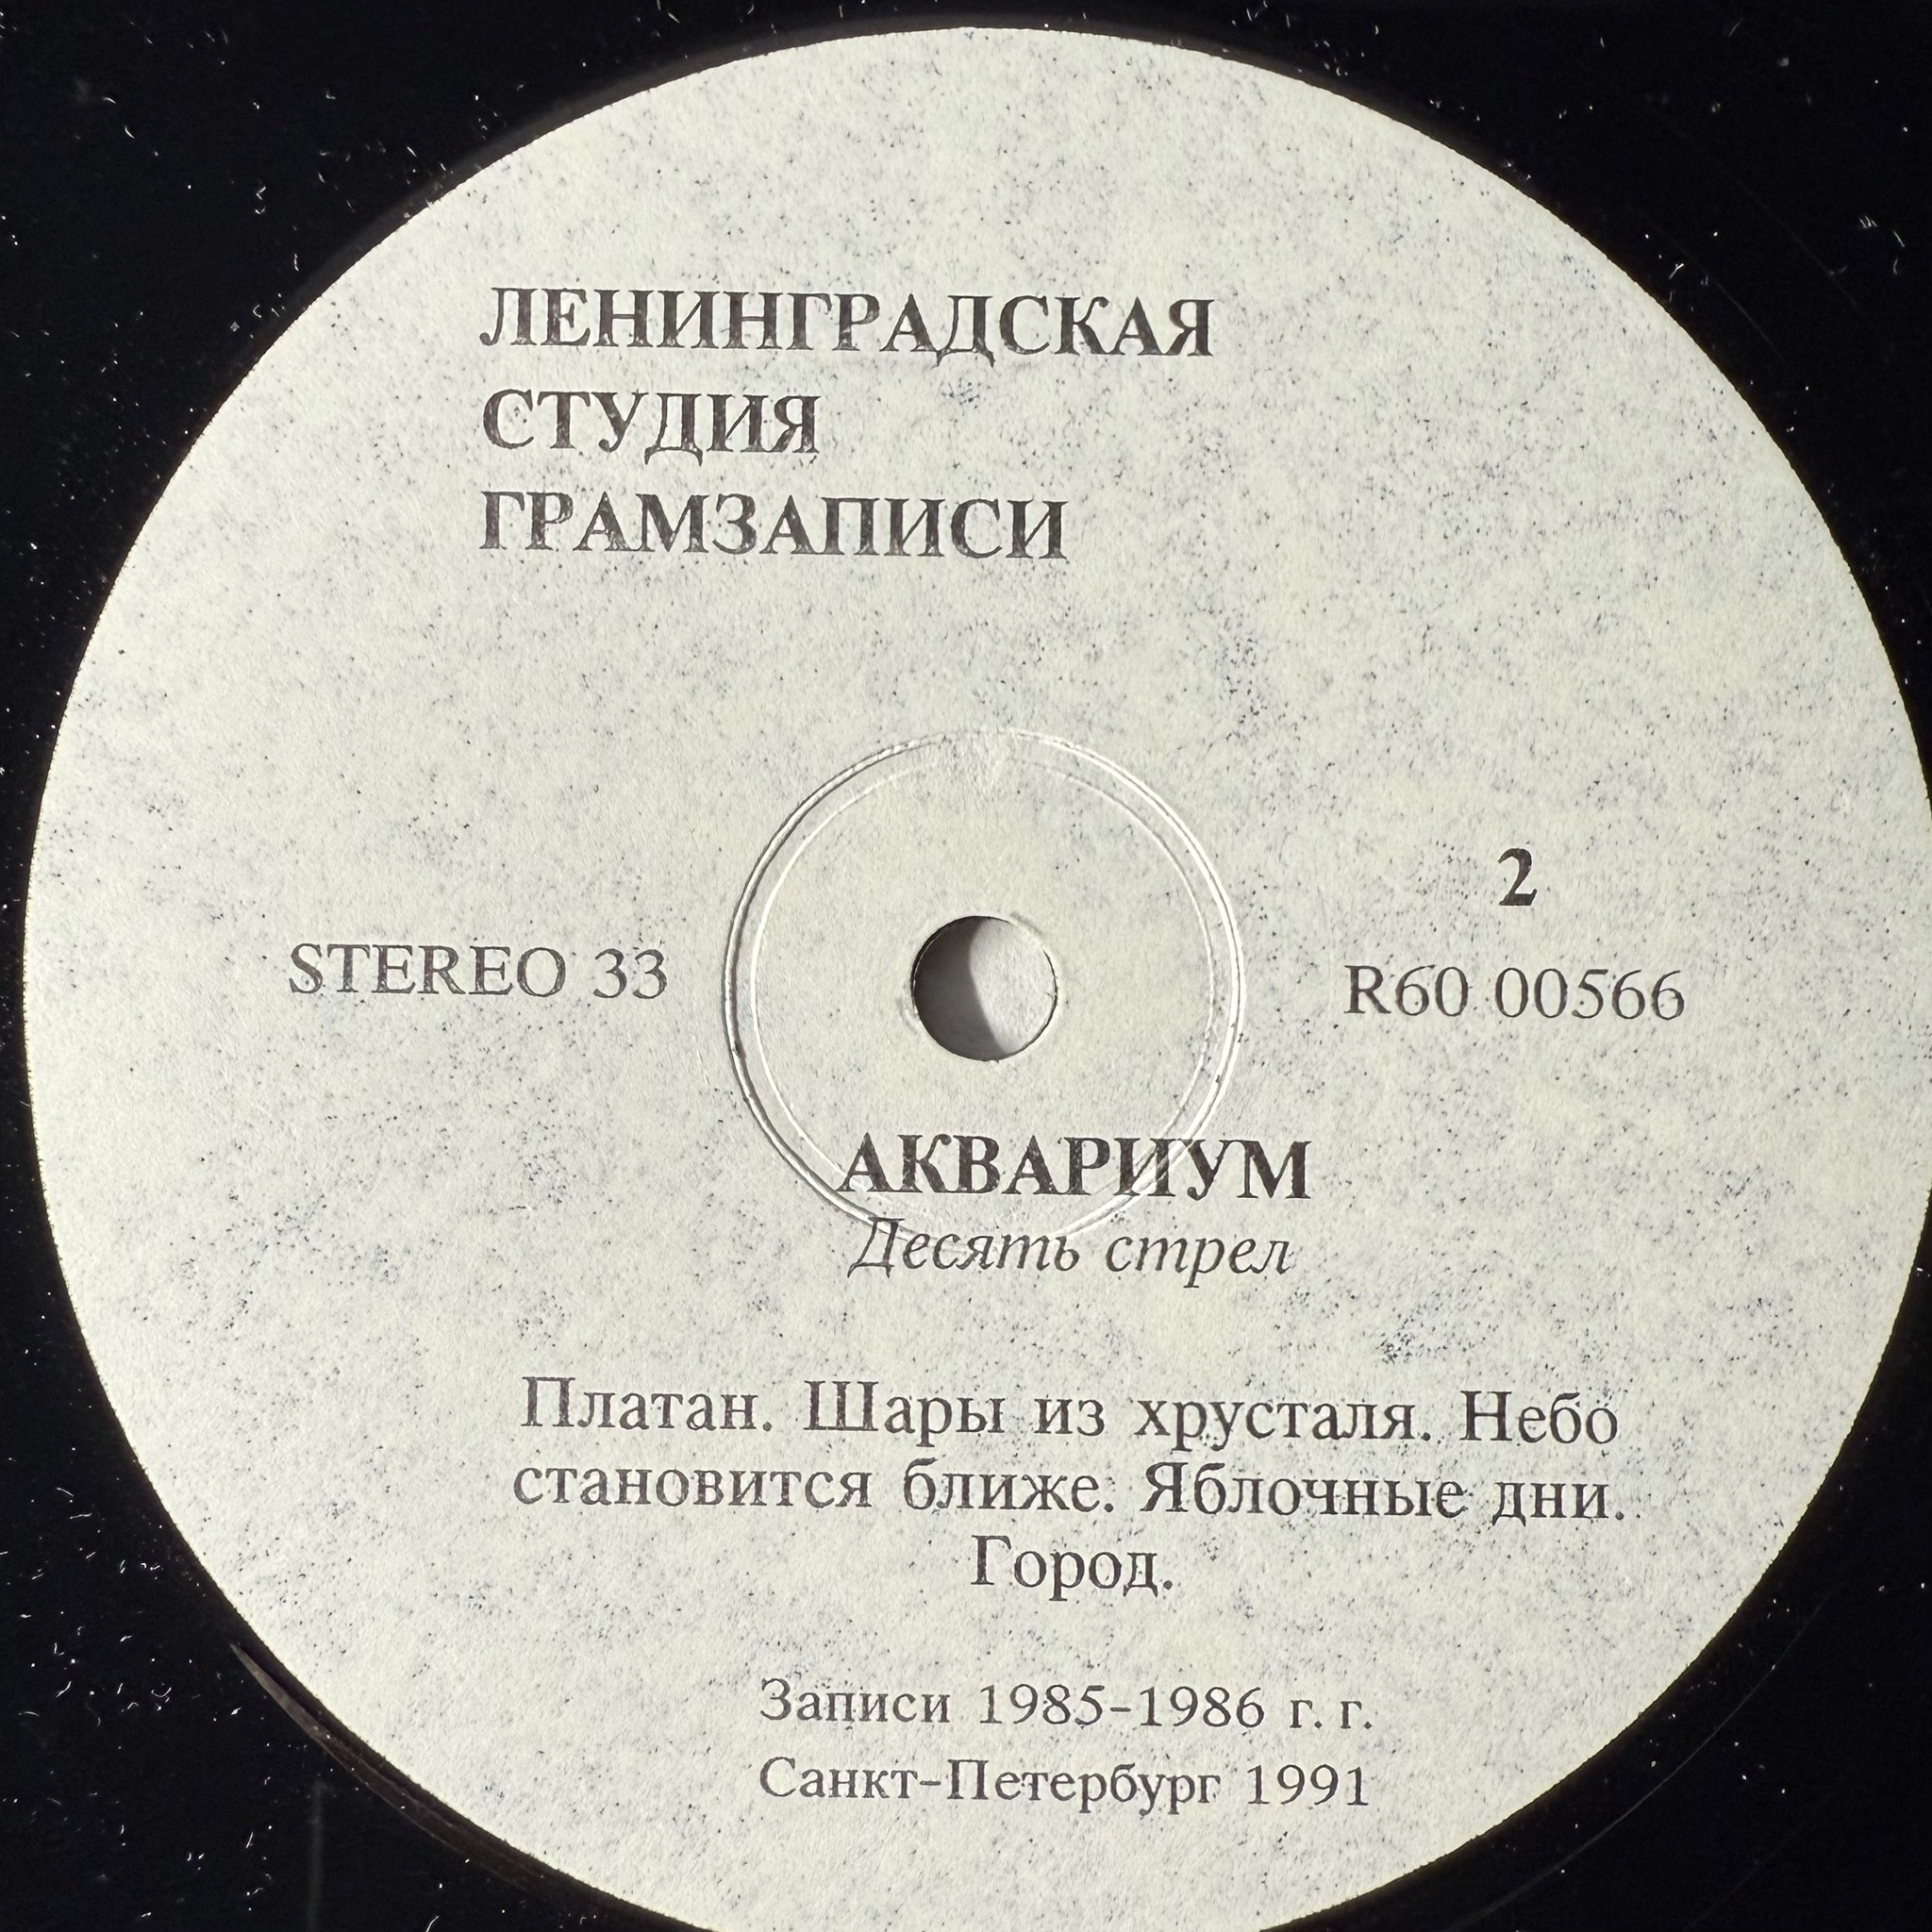 ЛЕНИНГРАДСКАЯ
СТУДИЯ
ГРАМЗАПИСИ
2
STEREO 33
R60 00566
АКВАРИУМ
Десять стрел
Платан. Шары из хрусталя. Небо
становится ближе. Яблочные дни.
Город.
Записи 1985-1986 г. г.
Санкт-Петербург 1991